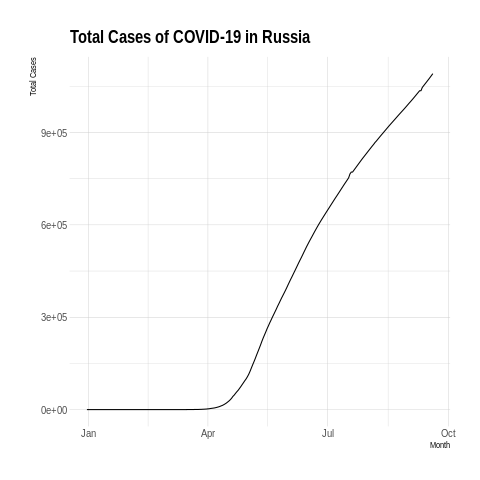 Total Cases of COVID-19 in Russia
Total Cases
9e+05
6e+05
3e+05
0e+00
Jan Apr Jul Oct
Month